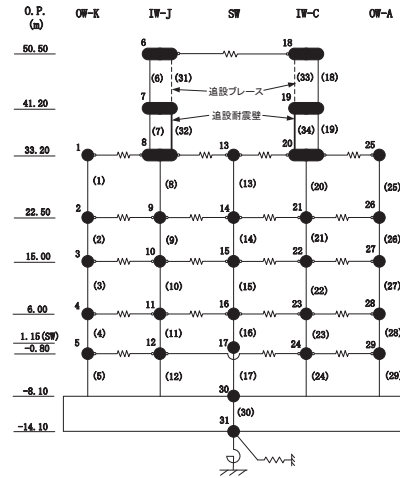 O.P. OW-K IW-J SW IW-C OW-A
(m)
50.50 6 18
(6) (31) (33) (18)
追設ブレース
41.20 7 19
追設耐震壁
(7) (32) (34) (19)
33.20 1 8 13 20 25
(1) (8) (13) (20) (25)
22.50 2 9 14 21 26
(2) (9) (14) (21) (26)
15.00 3 10 15 22 27
(3) (10) (15) (22) (27)
6.00 4 11 16 23 28
(4) (11) (16) (23) (28)
1.15(SW) 17
-0.80 5 12 24 29
(5) (12) (17) (24) (29)
-8.10 30
(30)
-14.10 31